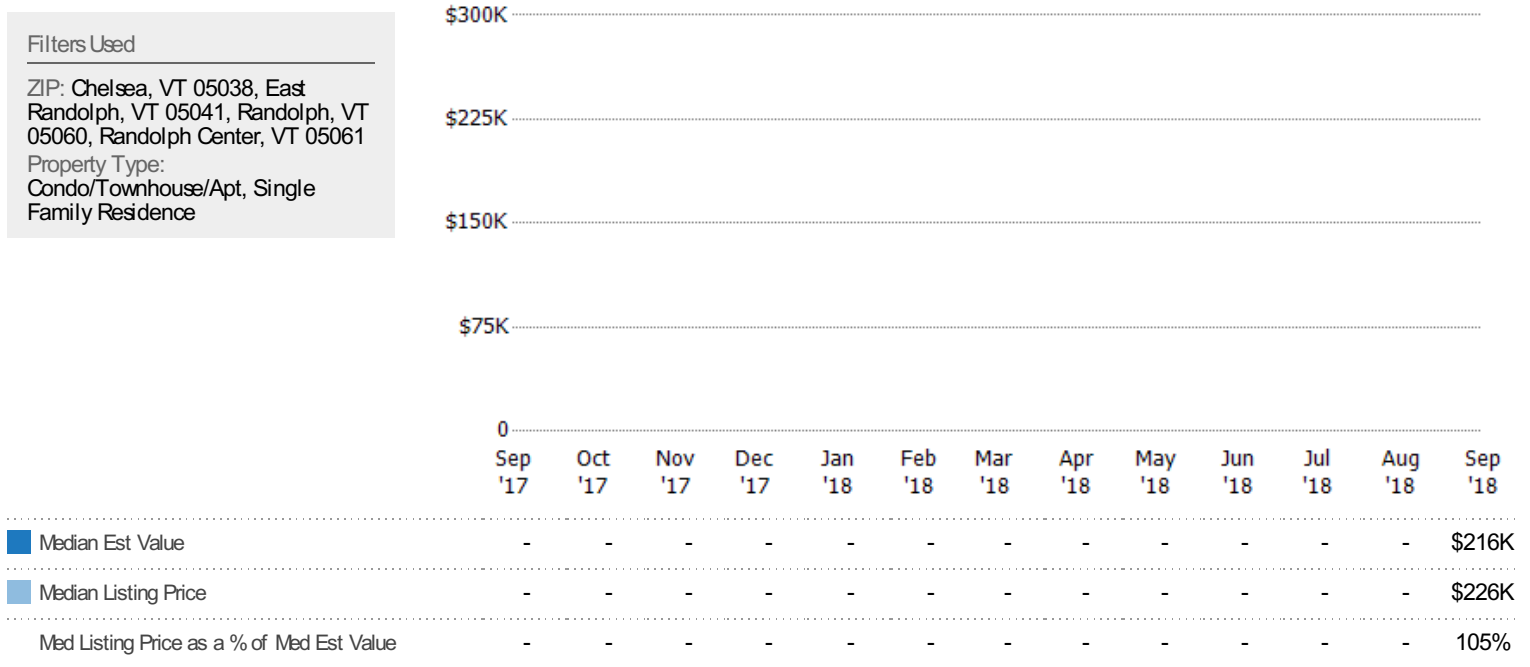 Filters Used
ZIP: Chelsea, VT 05038, East
Randolph, VT 05041, Randolph, VT
05060, Randolph Center, VT 05061
Property Type:
Condo/Townhouse/Apt, Single
Family Residence
$300K
$225K
$150K
$75K
0
Sep Oct Nov Dec Jan Feb Mar Apr May Jun Jul Aug Sep
'17 '17 '17 '17 '18 '18 '18 '18 '18 '18 '18 '18 '18
Median Est Value - - - - - - - - - - - - $216K
Median Listing Price - - - - - - - - - - - - $226K
Med Listing Price as a % of Med Est Value - - - - - - - - - - - - 105%